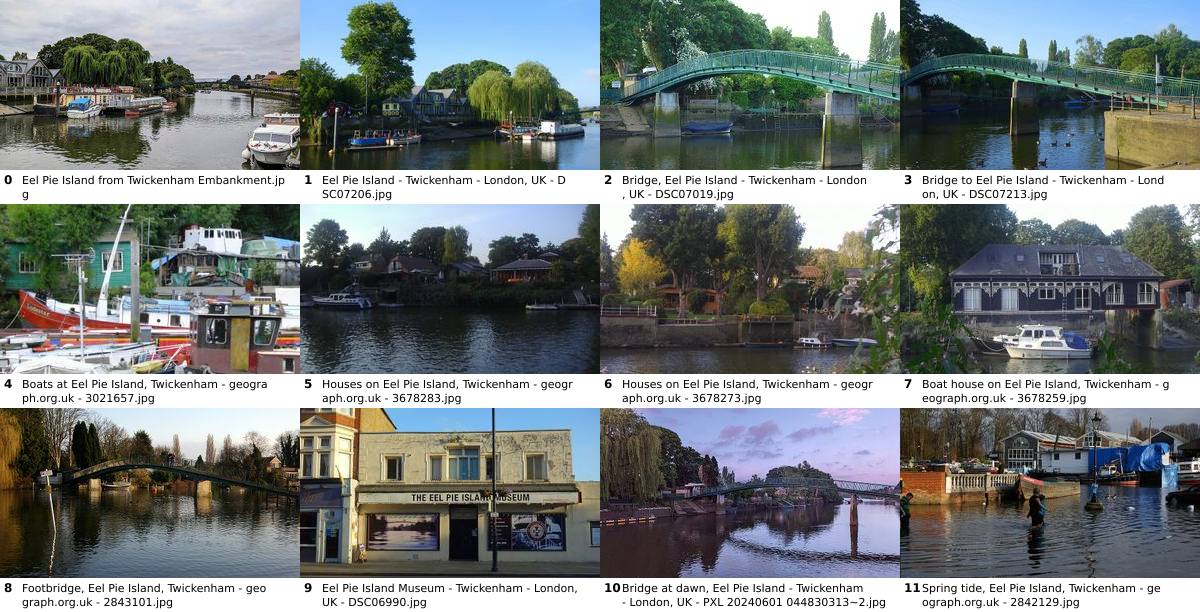 0 Eel Pie Island from Twickenham Embankment.jp
g
1 Eel Pie Island - Twickenham - London, UK - D
SC07206.jpg
2 Bridge, Eel Pie Island - Twickenham - London
, UK - DSC07019.jpg
3 Bridge to Eel Pie Island - Twickenham - Lond
on, UK - DSC07213.jpg
4 Boats at Eel Pie Island, Twickenham - geogra
ph.org.uk - 3021657.jpg
5 Houses on Eel Pie Island, Twickenham - geogr
aph.org.uk - 3678283.jpg
6 Houses on Eel Pie Island, Twickenham - geogr
aph.org.uk - 3678273.jpg
7 Boat house on Eel Pie Island, Twickenham - g
eograph.org.uk - 3678259.jpg
THE EEL PIE ISLAND MUSEUM
8 Footbridge, Eel Pie Island, Twickenham - geo
graph.org.uk - 2843101.jpg
9 Eel Pie Island Museum - Twickenham - London,
UK - DSC06990.jpg
10 Bridge at dawn, Eel Pie Island - Twickenham
- London, UK - PXL 20240601 044830313~2.jpg
11 Spring tide, Eel Pie Island, Twickenham - ge
ograph.org.uk - 2842129.jpg